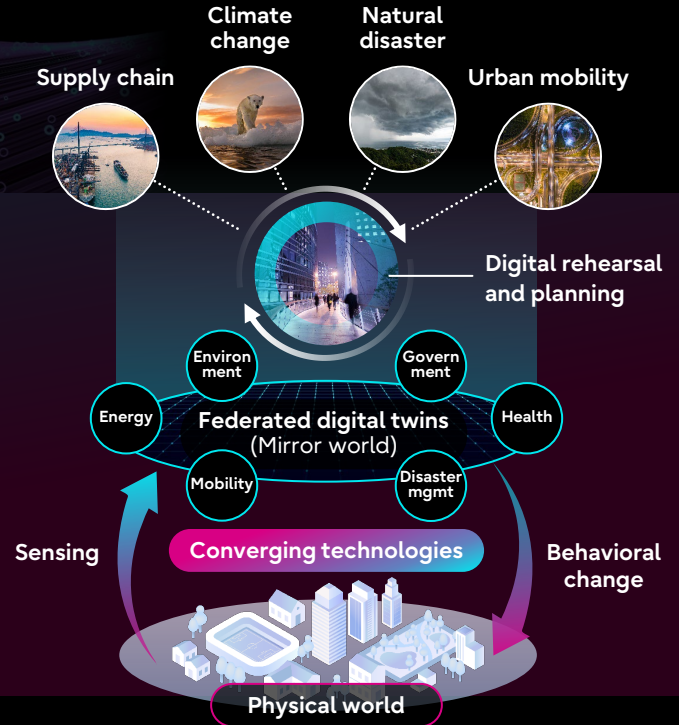 Climate
change
Natural
disaster
Supply chain
Urban mobility
Digital rehearsal
and planning
Environ
ment
Govern
ment
Energy
Federated digital twins
(Mirror world)
Health
Mobility
Disaster
mgmt
Sensing
Converging technologies
Behavioral
change
Physical world